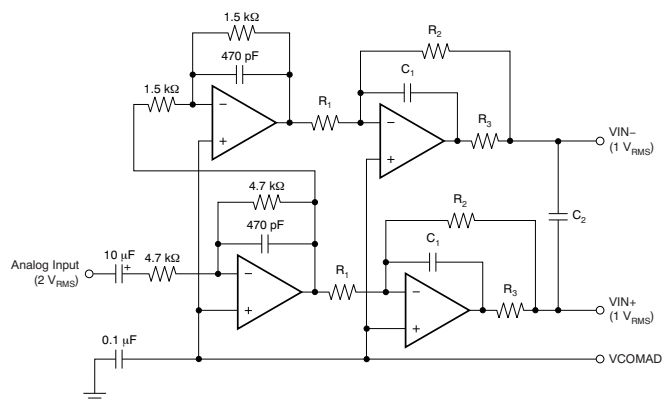 1.5 kΩ
R2
470 pF
C1
1.5 kΩ
R1
R3
−
+
−
+
VIN−
(1 VRMS)
4.7 kΩ
R2
470 pF
C1
C2
10 μF
+
4.7 kΩ
R1
R3
Analog Input
(2 VRMS)
−
+
−
+
VIN+
(1 VRMS)
0.1 μF
VCOMAD